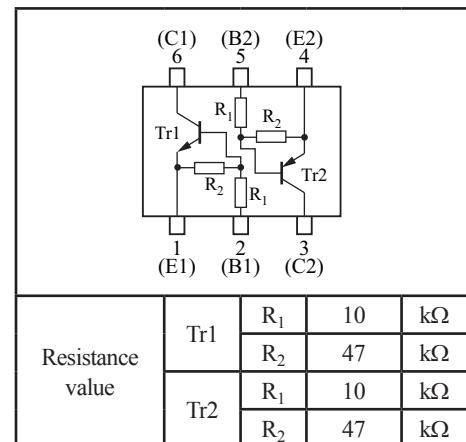 (C1) (B2) (E2)
6 5 4
R1
R2
Tr1
Tr2
R2
R1
1 2 3
(E1) (B1) (C2)
Resistance value
Tr1 R1 10 kΩ
R2 47 kΩ
Tr2 R1 10 kΩ
R2 47 kΩ